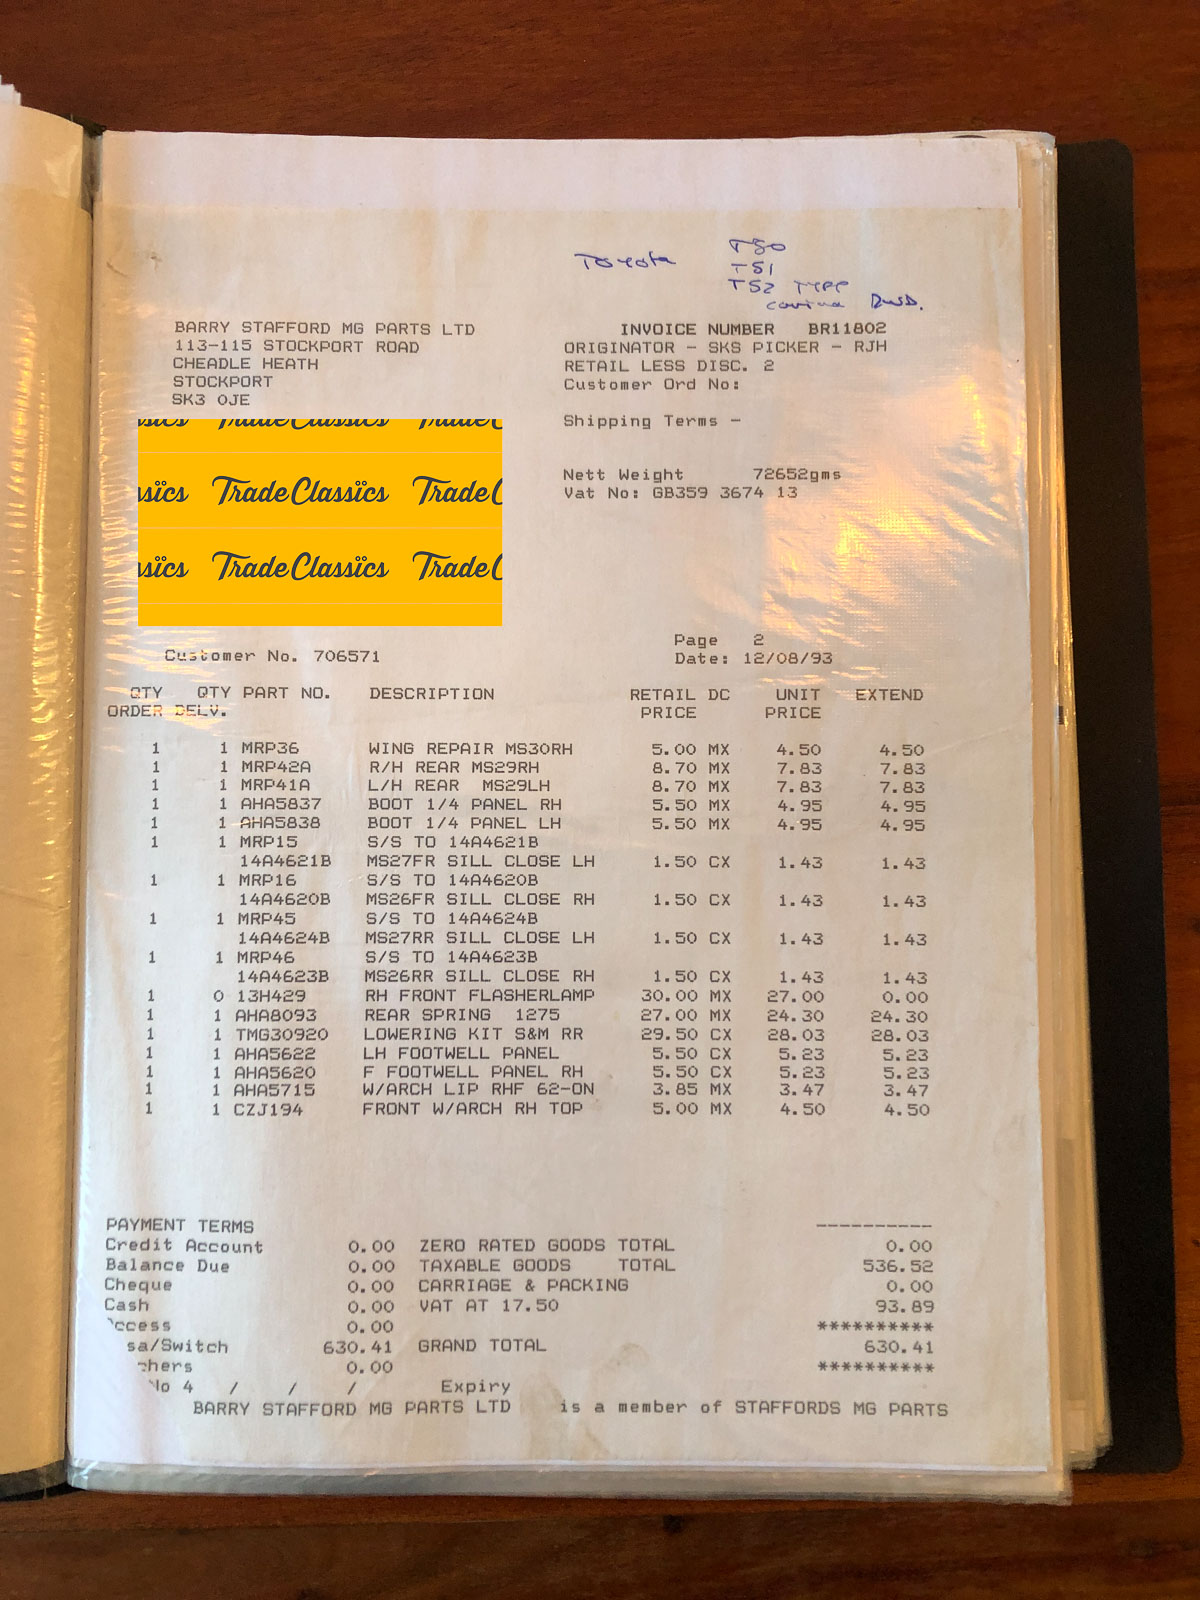 Toyota T50
T51
T52 TYPE
BARRY STAFFORD MG PARTS LTD
113-115 STOCKPORT ROAD
CHEADLE HEATH
STOCKPORT
SK3 OJE
INVOICE NUMBER BR11802
ORIGINATOR - SKS PICKER - RJH
RETAIL LESS DISC. 2
Customer Ord No:
Shipping Terms -
Nett Weight 72652gms
Vat No: GB359 3674 13
sics TradeClassics TradeC
sics TradeClassics TradeC
sics TradeClassics TradeC
Page 2
Customer No. 706571 Date: 12/08/93
QTY QTY PART NO. DESCRIPTION RETAIL DC UNIT EXTEND
ORDER DELV. PRICE PRICE
1 1 MRP36 WING REPAIR MS30RH 5.00 MX 4.50 4.50
1 1 MRP42A R/H REAR MS29RH 8.70 MX 7.83 7.83
1 1 MRP41A L/H REAR MS29LH 8.70 MX 7.83 7.83
1 1 AHA5837 BOOT 1/4 PANEL RH 5.50 MX 4.95 4.95
1 1 AHA5838 BOOT 1/4 PANEL LH 5.50 MX 4.95 4.95
1 1 MRP15 S/S TO 14A4621B
14A4621B MS27FR SILL CLOSE LH 1.50 CX 1.43 1.43
1 1 MRP16 S/S TO 14A4620B
14A4620B MS26FR SILL CLOSE RH 1.50 CX 1.43 1.43
1 1 MRP45 S/S TO 14A4624B
14A4624B MS27RR SILL CLOSE LH 1.50 CX 1.43 1.43
1 1 MRP46 S/S TO 14A4623B
14A4623B MS26RR SILL CLOSE RH 1.50 CX 1.43 1.43
1 0 13H429 RH FRONT FLASHERLAMP 30.00 MX 27.00 0.00
1 1 AHA8093 REAR SPRING 1275 27.00 MX 24.30 24.30
1 1 TMG30920 LOWERING KIT S&M RR 29.50 CX 28.03 28.03
1 1 AHA5622 LH FOOTWELL PANEL 5.50 CX 5.23 5.23
1 1 AHA5620 F FOOTWELL PANEL RH 5.50 CX 5.23 5.23
1 1 AHA5715 W/ARCH LIP RHF 62-ON 3.85 MX 3.47 3.47
1 1 CZJ194 FRONT W/ARCH RH TOP 5.00 MX 4.50 4.50
PAYMENT TERMS ----------
Credit Account 0.00 ZERO RATED GOODS TOTAL 0.00
Balance Due 0.00 TAXABLE GOODS TOTAL 536.52
Cheque 0.00 CARRIAGE & PACKING 0.00
Cash 0.00 VAT AT 17.50 93.89
ccess 0.00 **********
sa/Switch 630.41 GRAND TOTAL 630.41
chers 0.00 **********
No 4 / / / Expiry
BARRY STAFFORD MG PARTS LTD is a member of STAFFORDS MG PARTS